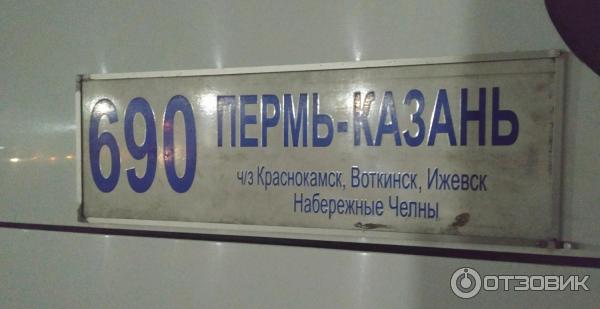 690 ПЕРМЬ-КАЗАНЬ
ч/з Краснокамск, Воткинск, Ижевск
Набережные Челны
ОТЗОВИК